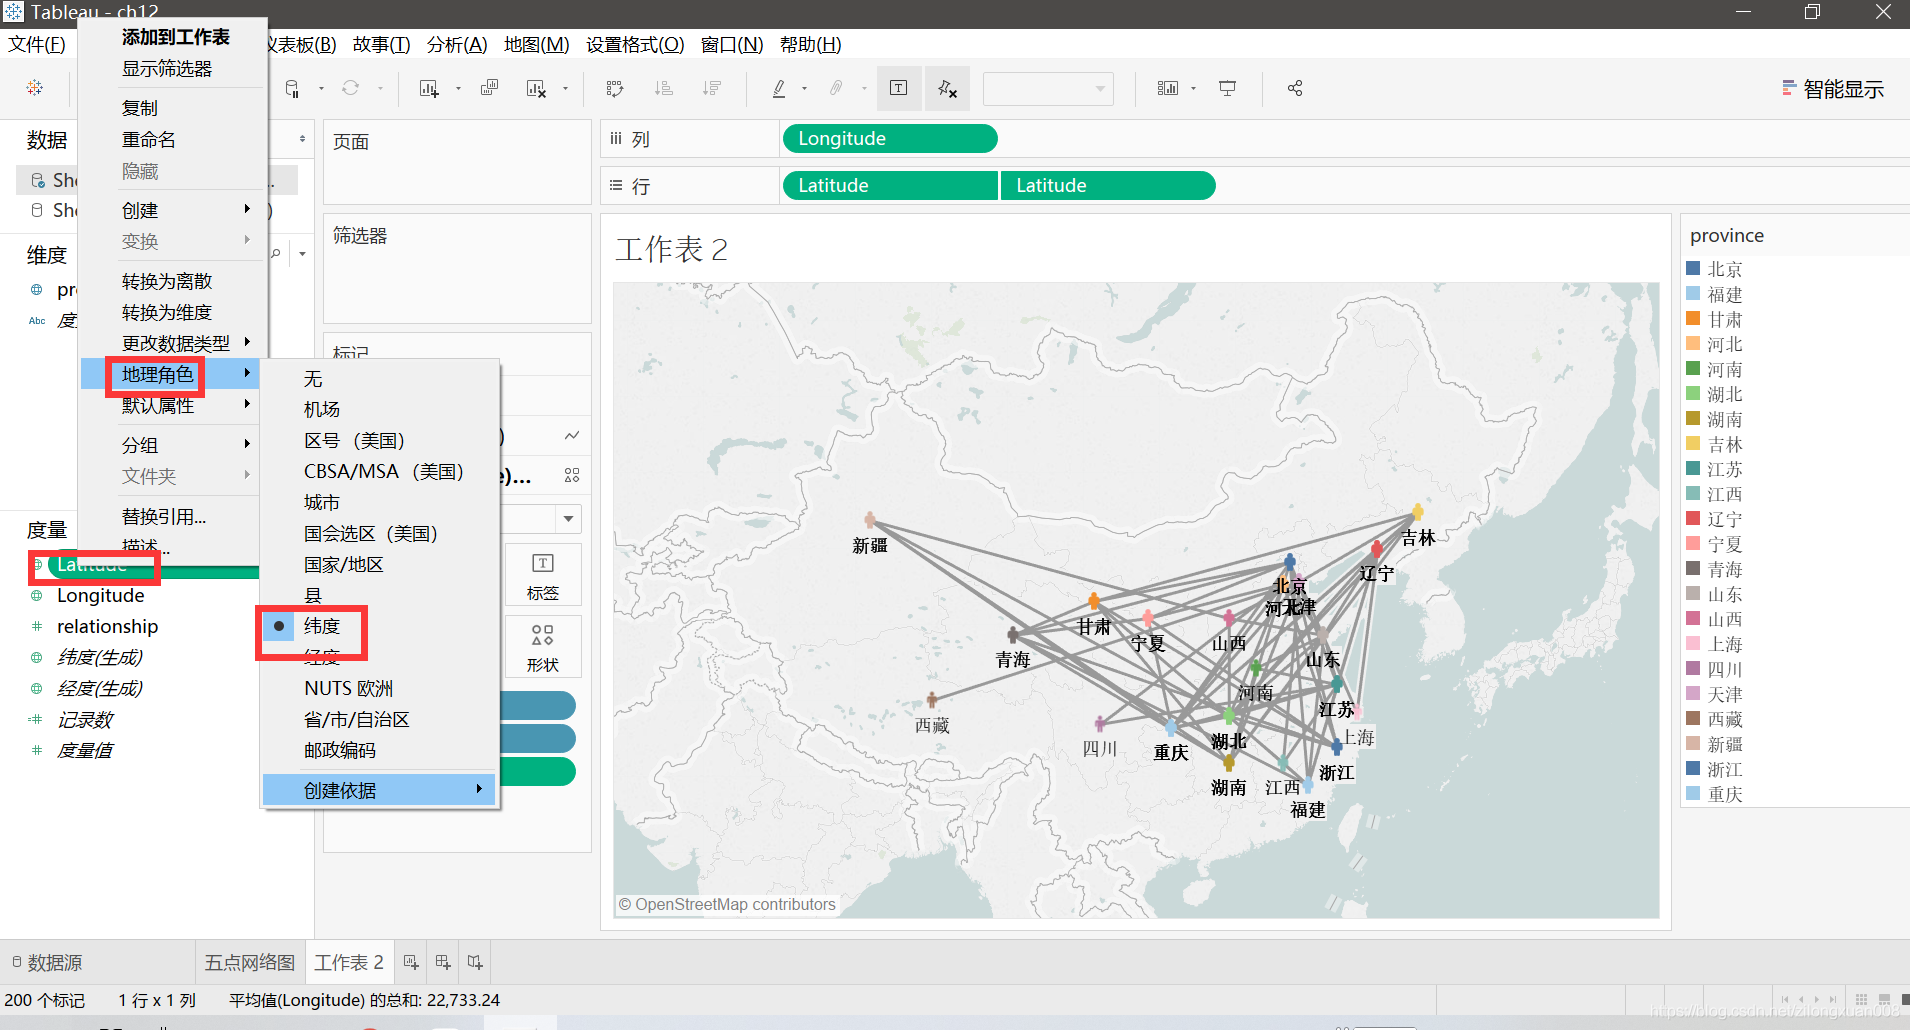 Tableau - ch12
文件(F)
仪表板(B)
故事(T)
分析(A)
地图(M)
设置格式(O)
窗口(N)
帮助(H)
智能显示
添加到工作表
显示筛选器
复制
重命名
隐藏
创建
变换
转换为离散
转换为维度
更改数据类型
地理角色
默认属性
分组
文件夹
替换引用...
描述...
无
机场
区号（美国）
CBSA/MSA（美国）
城市
国会选区（美国）
国家/地区
县
纬度
经度
NUTS 欧洲
省/市/自治区
邮政编码
创建依据
数据
She
She
维度
pr
Abc
度
度量
Latitude
Longitude
relationship
纬度(生成)
经度(生成)
记录数
度量值
页面
筛选器
标记
)
e)...
标签
形状
列
Longitude
行
Latitude
Latitude
工作表 2
新疆
吉林
辽宁
北京
河北
天津
甘肃
宁夏
山西
青海
山东
河南
西藏
江苏
四川
重庆
湖北
上海
浙江
湖南
江西
福建
© OpenStreetMap contributors
province
北京
福建
甘肃
河北
河南
湖北
湖南
吉林
江苏
江西
辽宁
宁夏
青海
山东
山西
上海
四川
天津
西藏
新疆
浙江
重庆
数据源
五点网络图
工作表 2
200 个标记
1 行 x 1 列
平均值(Longitude) 的总和: 22,733.24
https://blog.csdn.net/zilongxuan008